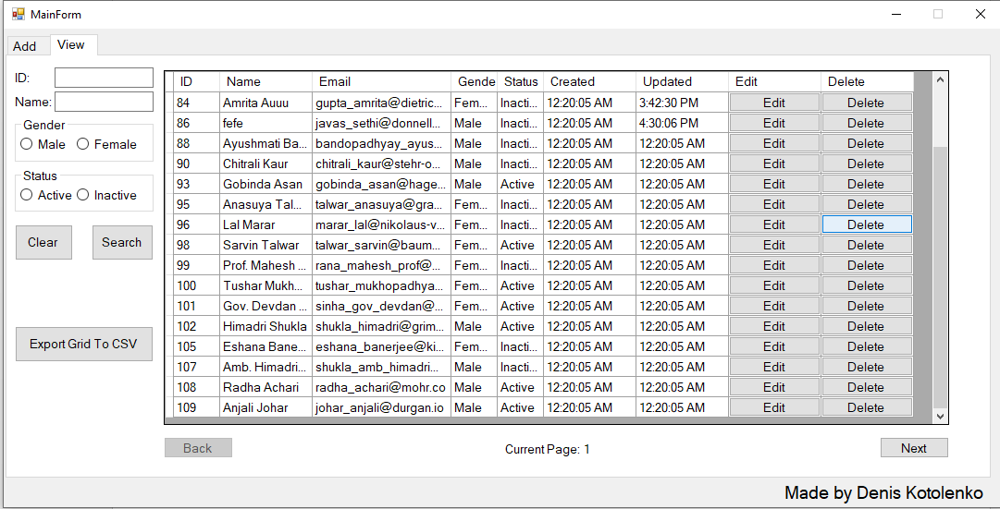 MainForm
Add View
ID:
Name:
Gender
Male Female
Status
Active Inactive
Clear Search
Export Grid To CSV
ID Name Email Gende Status Created Updated Edit Delete
84 Amrita Auuu gupta_amrita@dietric... Fem... Inacti... 12:20:05 AM 3:42:30 PM Edit Delete
86 fefe javas_sethi@donnell... Male Inacti... 12:20:05 AM 4:30:06 PM Edit Delete
88 Ayushmati Ba... bandopadhyay_ayus... Male Inacti... 12:20:05 AM 12:20:05 AM Edit Delete
90 Chitrali Kaur chitrali_kaur@stehr-o... Male Inacti... 12:20:05 AM 12:20:05 AM Edit Delete
93 Gobinda Asan gobinda_asan@hage... Male Active 12:20:05 AM 12:20:05 AM Edit Delete
95 Anasuya Tal... talwar_anasuya@gra... Fem... Inacti... 12:20:05 AM 12:20:05 AM Edit Delete
96 Lal Marar marar_lal@nikolaus-v... Fem... Inacti... 12:20:05 AM 12:20:05 AM Edit Delete
98 Sarvin Talwar talwar_sarvin@baum... Fem... Active 12:20:05 AM 12:20:05 AM Edit Delete
99 Prof. Mahesh ... rana_mahesh_prof@... Fem... Inacti... 12:20:05 AM 12:20:05 AM Edit Delete
100 Tushar Mukh... tushar_mukhopadhya... Fem... Active 12:20:05 AM 12:20:05 AM Edit Delete
101 Gov. Devdan ... sinha_gov_devdan@... Fem... Active 12:20:05 AM 12:20:05 AM Edit Delete
102 Himadri Shukla shukla_himadri@grim... Male Active 12:20:05 AM 12:20:05 AM Edit Delete
105 Eshana Bane... eshana_banerjee@ki... Fem... Inacti... 12:20:05 AM 12:20:05 AM Edit Delete
107 Amb. Himadri... shukla_amb_himadri... Male Inacti... 12:20:05 AM 12:20:05 AM Edit Delete
108 Radha Achari radha_achari@mohr.co Male Active 12:20:05 AM 12:20:05 AM Edit Delete
109 Anjali Johar johar_anjali@durgan.io Male Active 12:20:05 AM 12:20:05 AM Edit Delete
Back Current Page: 1 Next
Made by Denis Kotolenko